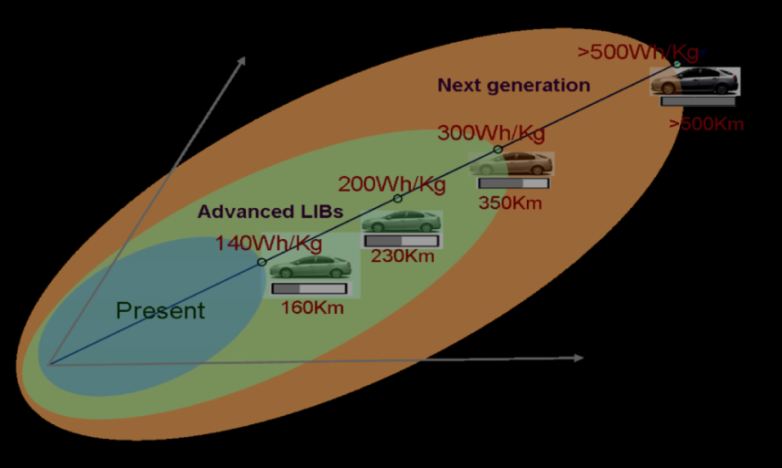 >500Wh/Kg
Next generation
>500Km
300Wh/Kg
350Km
200Wh/Kg
Advanced LIBs
230Km
140Wh/Kg
160Km
Present